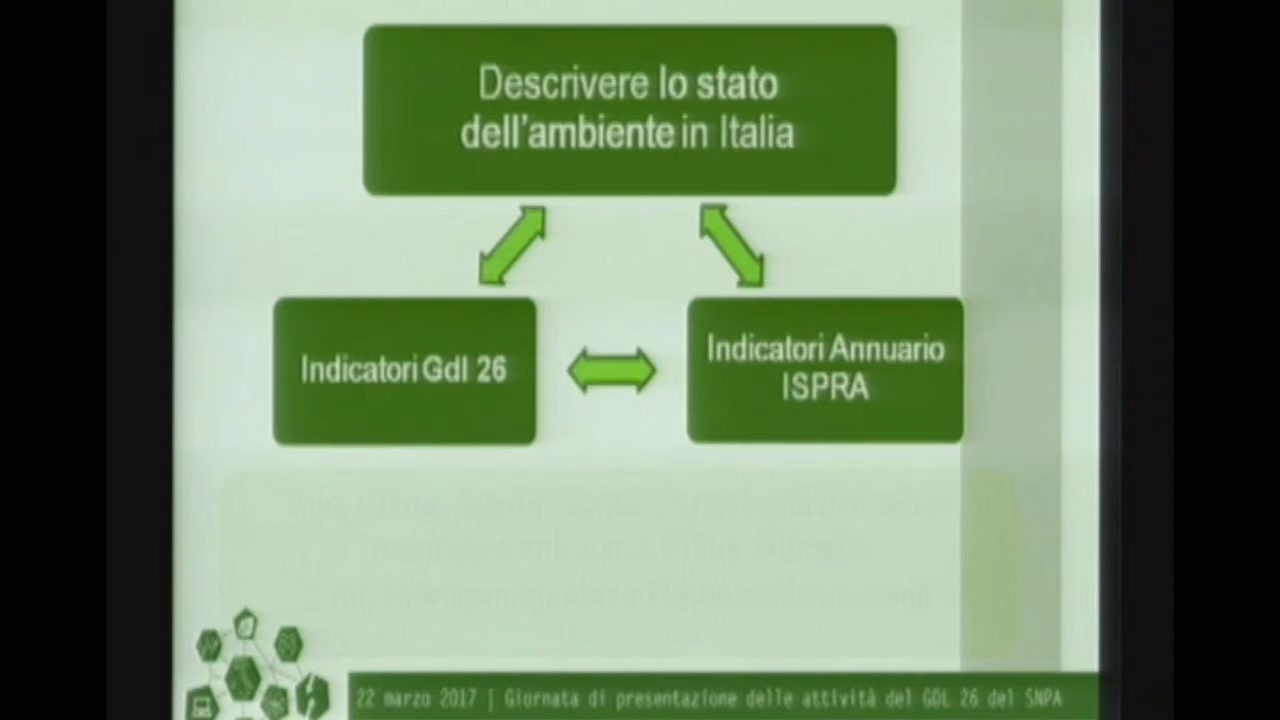 Descrivere lo stato
dell'ambiente in Italia
Indicatori Gdl 26
Indicatori Annuario
ISPRA
22 marzo 2017 | Giornata di presentazione delle attività del GDL 26 del SNPA